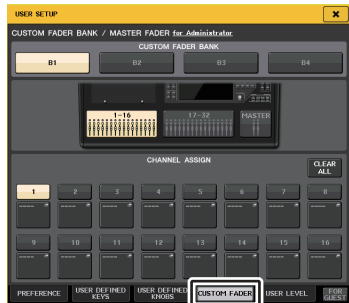 USER SETUP
CUSTOM FADER BANK / MASTER FADER for Administrator
CUSTOM FADER BANK
B1 B2 B3 B4
1-16 17-32 MASTER
CHANNEL ASSIGN
CLEAR ALL
1 2 3 4 5 6 7 8
---- ---- ---- ---- ---- ---- ---- ----
9 10 11 12 13 14 15 16
---- ---- ---- ---- ---- ---- ---- ----
PREFERENCE USER DEFINED KEYS USER DEFINED KNOBS CUSTOM FADER USER LEVEL FOR GUEST